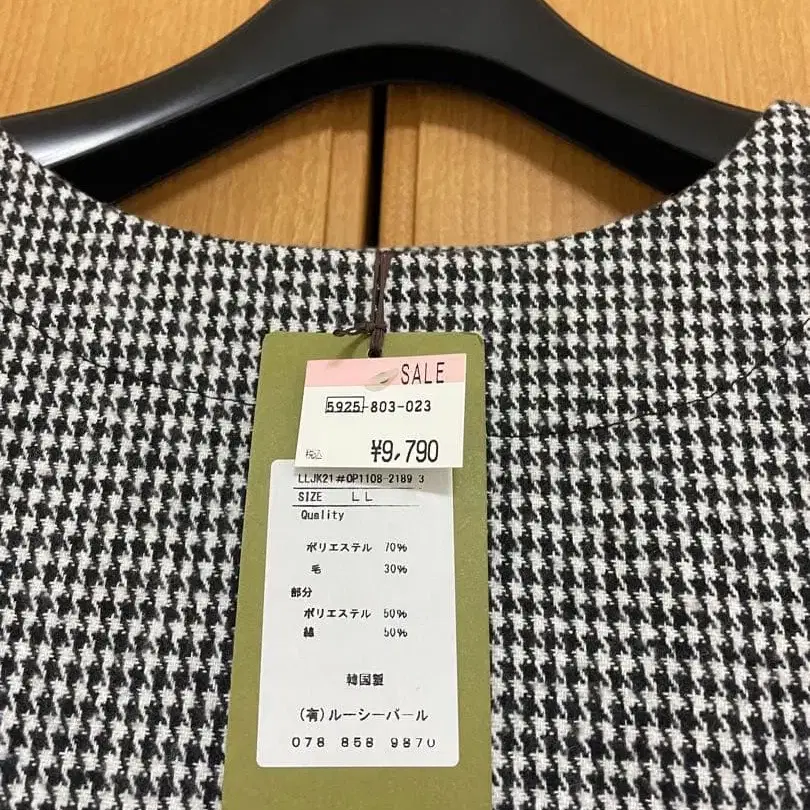 SALE
5925-803-023
税込 ¥9,790
LLJK21#OP1108-2189 3
SIZE LL
Quality
ポリエステル 70%
毛 30%
部分
ポリエステル 50%
綿 50%
韓国製
(有)ルーシーパール
078 858 9870